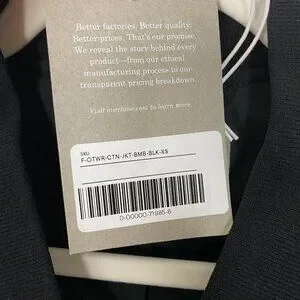 Better factories. Better quality.
Better prices. That's our promise.
We reveal the story behind every
product—from our ethical
manufacturing process to our
transparent pricing breakdown.
Visit everlane.com to learn more.
SKU
F-OTWR-CTN-JKT-BMB-BLK-XS
0-00000-71985-8